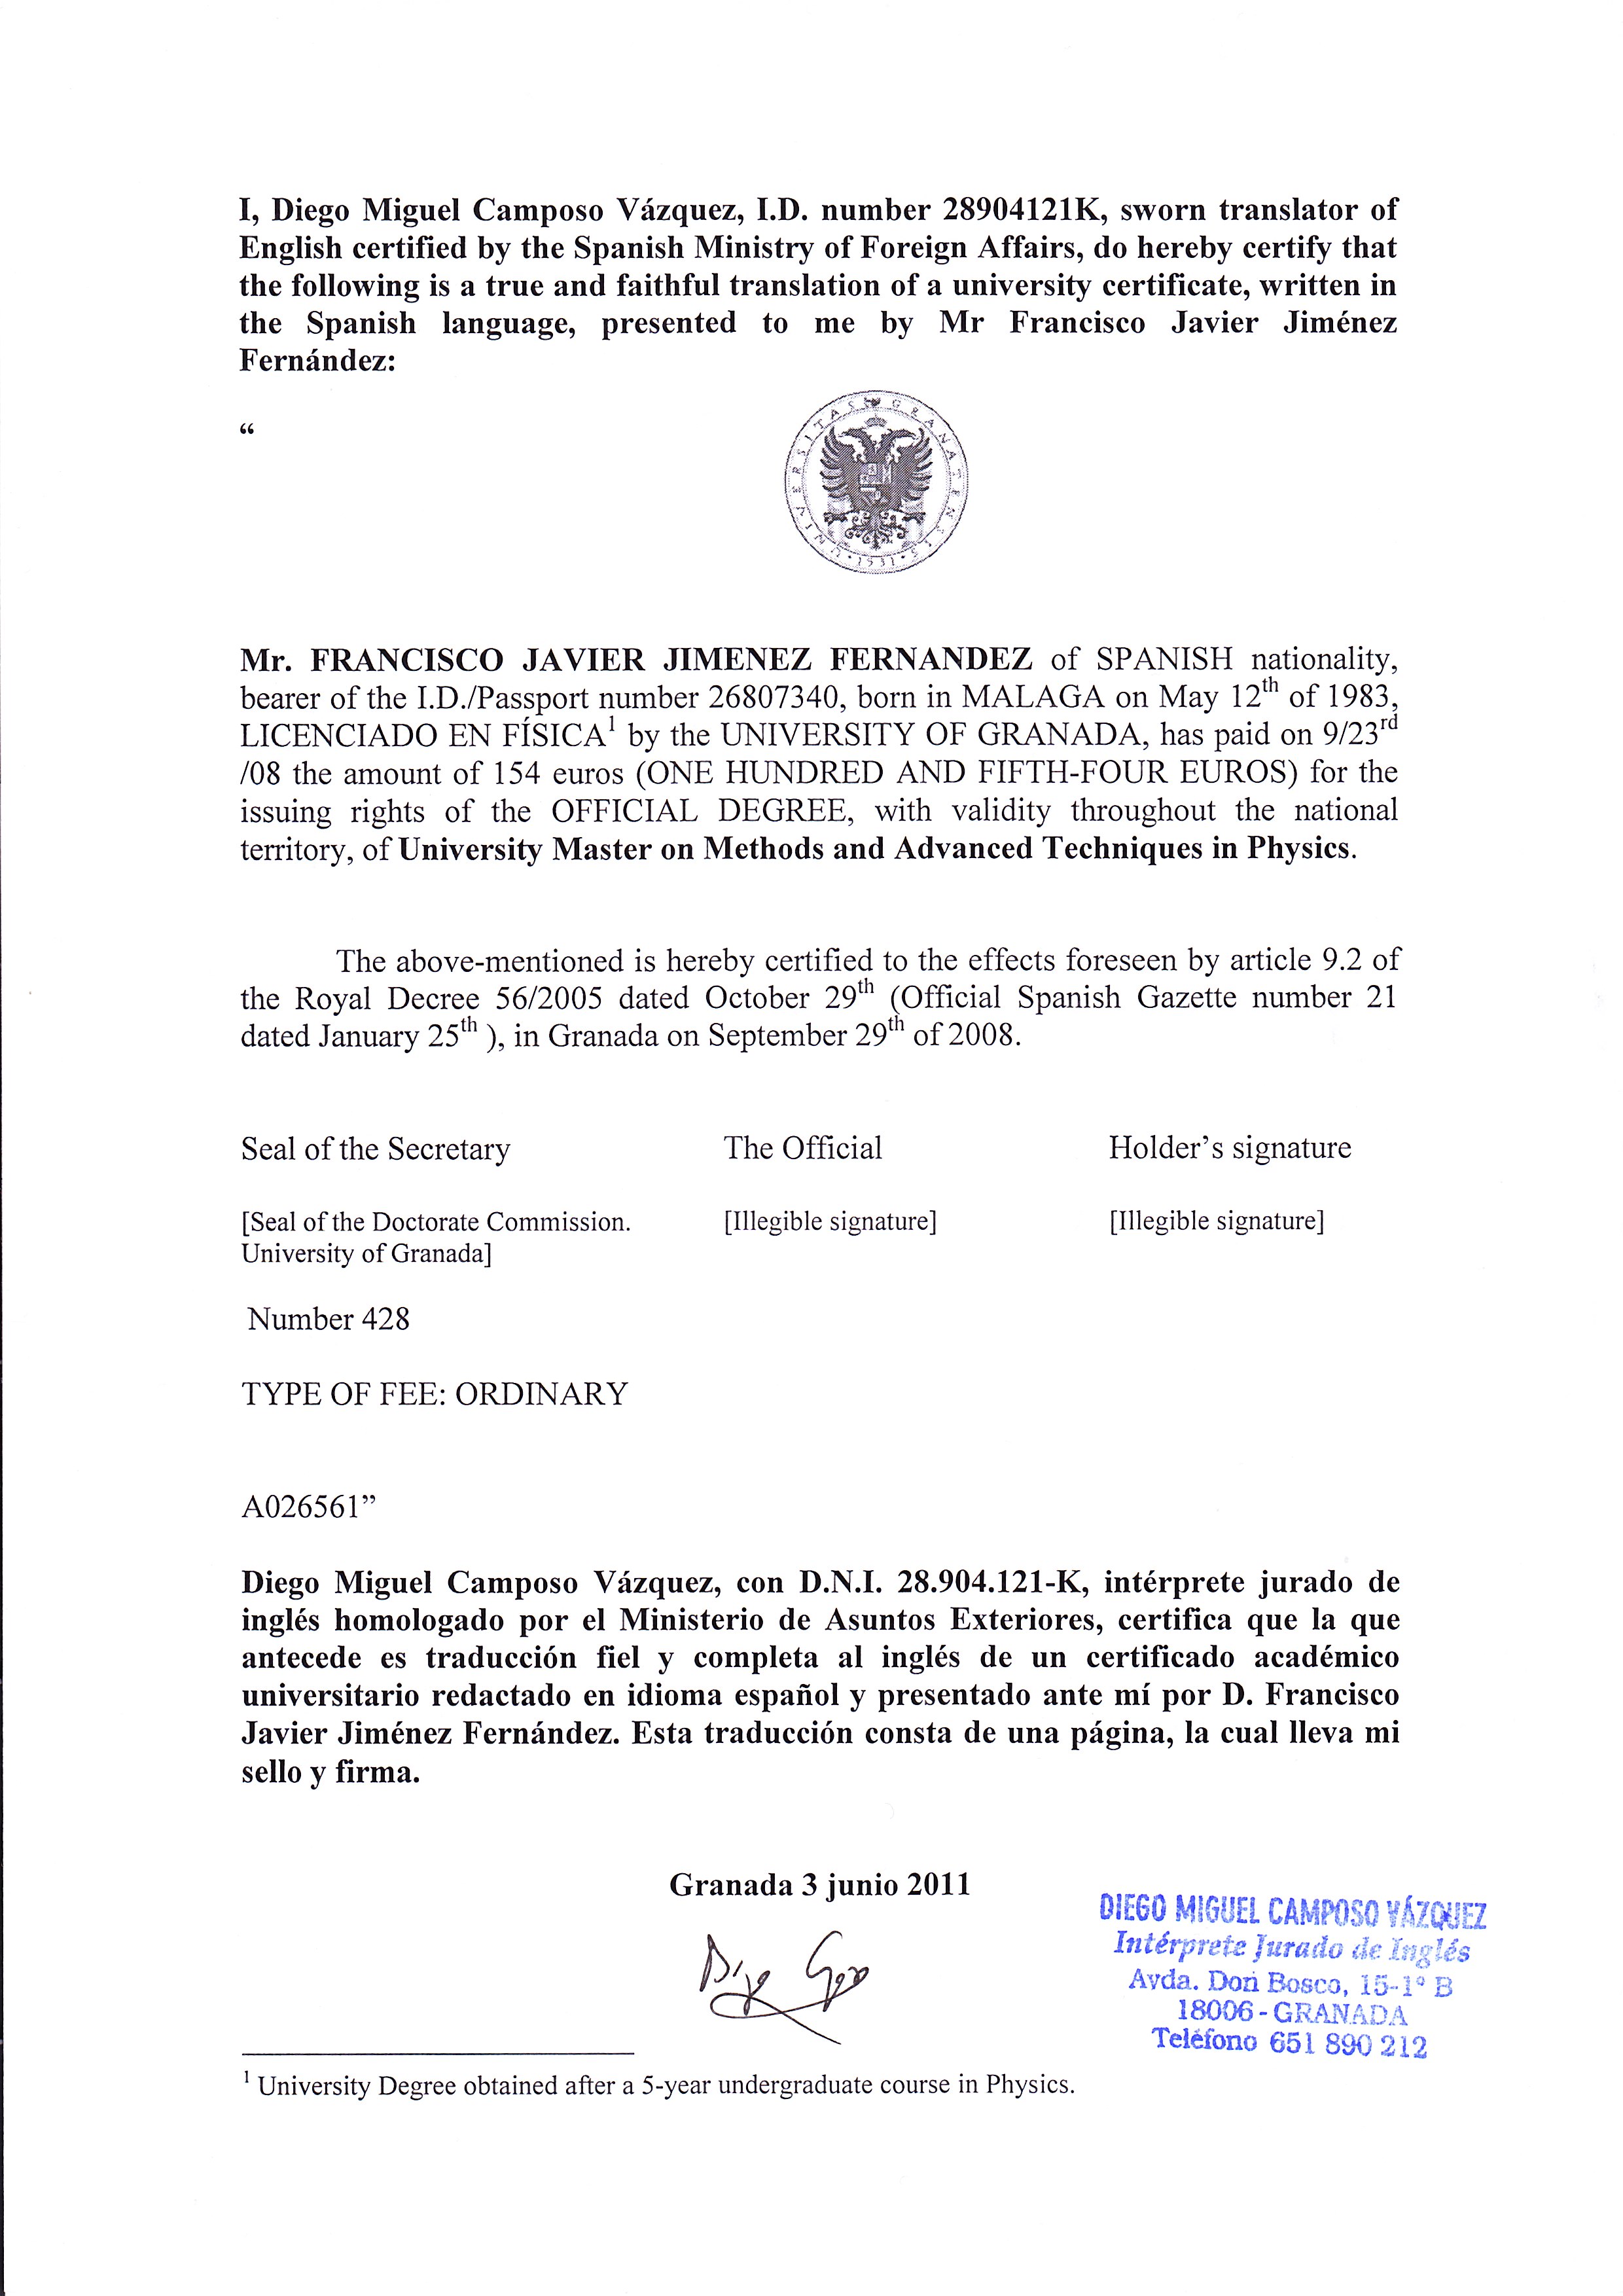 I, Diego Miguel Camposo Vázquez, I.D. number 28904121K, sworn translator of
English certified by the Spanish Ministry of Foreign Affairs, do hereby certify that
the following is a true and faithful translation of a university certificate, written in
the Spanish language, presented to me by Mr Francisco Javier Jiménez
Fernández:
“
UNIVERSITAS GRANATENSIS
1531
Mr. FRANCISCO JAVIER JIMENEZ FERNANDEZ of SPANISH nationality,
bearer of the I.D./Passport number 26807340, born in MALAGA on May 12th of 1983,
LICENCIADO EN FÍSICA1 by the UNIVERSITY OF GRANADA, has paid on 9/23rd
/08 the amount of 154 euros (ONE HUNDRED AND FIFTH-FOUR EUROS) for the
issuing rights of the OFFICIAL DEGREE, with validity throughout the national
territory, of University Master on Methods and Advanced Techniques in Physics.
The above-mentioned is hereby certified to the effects foreseen by article 9.2 of
the Royal Decree 56/2005 dated October 29th (Official Spanish Gazette number 21
dated January 25th ), in Granada on September 29th of 2008.
Seal of the Secretary The Official Holder’s signature
[Seal of the Doctorate Commission. [Illegible signature] [Illegible signature]
University of Granada]
Number 428
TYPE OF FEE: ORDINARY
A026561”
Diego Miguel Camposo Vázquez, con D.N.I. 28.904.121-K, intérprete jurado de
inglés homologado por el Ministerio de Asuntos Exteriores, certifica que la que
antecede es traducción fiel y completa al inglés de un certificado académico
universitario redactado en idioma español y presentado ante mí por D. Francisco
Javier Jiménez Fernández. Esta traducción consta de una página, la cual lleva mi
sello y firma.
Granada 3 junio 2011
DIEGO MIGUEL CAMPOSO VÁZQUEZ
Intérprete Jurado de Inglés
Avda. Don Bosco, 15-1º B
18006 - GRANADA
Teléfono 651 890 212
1 University Degree obtained after a 5-year undergraduate course in Physics.